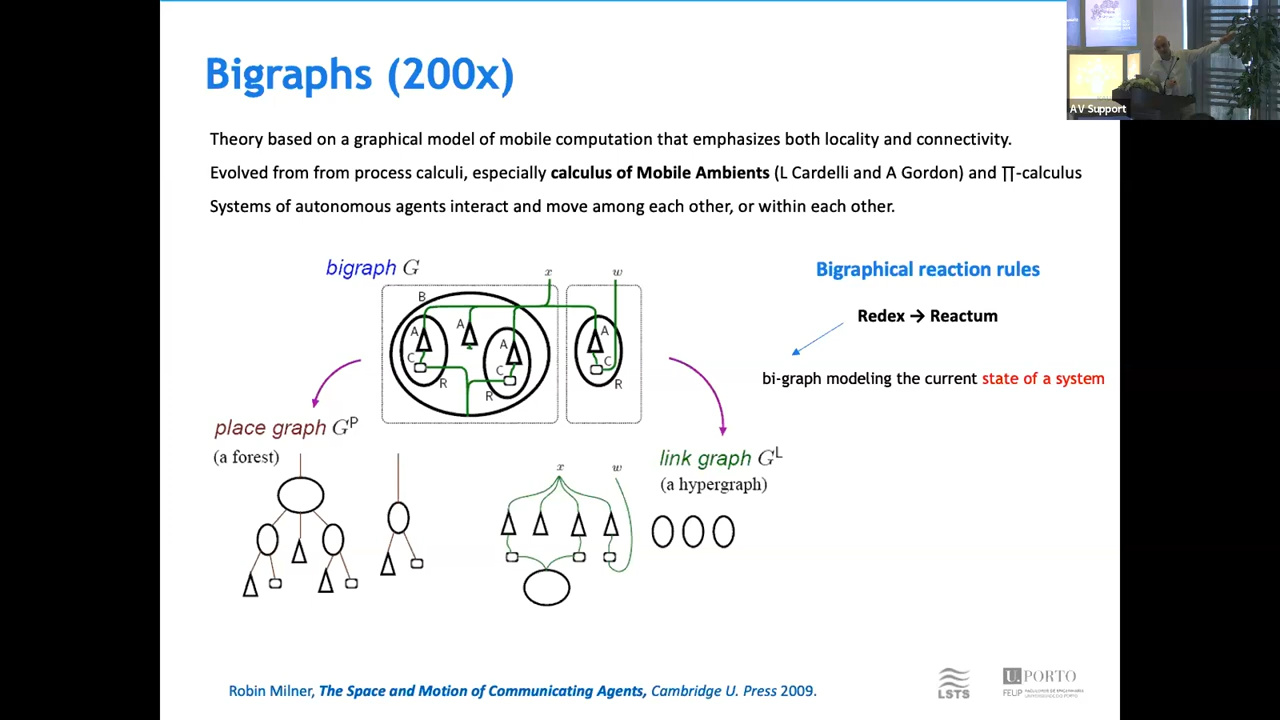 Bigraphs (200x)
AV Support
Theory based on a graphical model of mobile computation that emphasizes both locality and connectivity.
Evolved from from process calculi, especially calculus of Mobile Ambients (L Cardelli and A Gordon) and ∏-calculus
Systems of autonomous agents interact and move among each other, or within each other.
bigraph G
x
w
B
A
A
A
A
C
C
C
R
R
R
Bigraphical reaction rules
Redex → Reactum
bi-graph modeling the current state of a system
place graph Gᴾ
(a forest)
link graph Gᴸ
(a hypergraph)
x
w
Robin Milner, The Space and Motion of Communicating Agents, Cambridge U. Press 2009.
LSTS
U.PORTO
FEUP